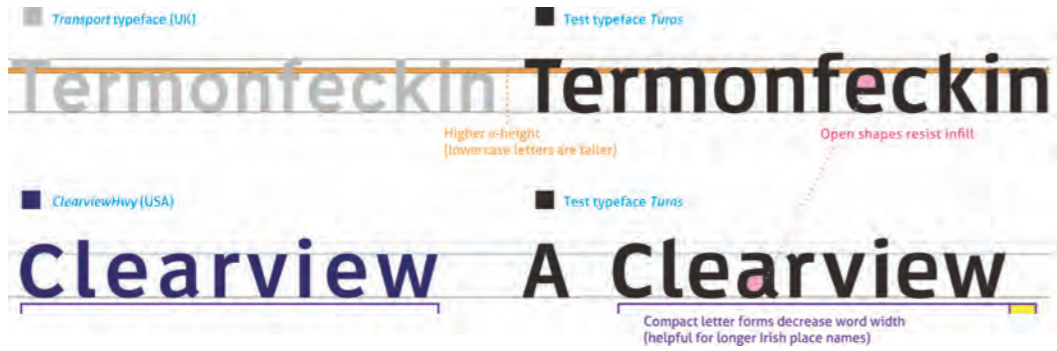 Transport typeface (UK)
Test typeface Turas
Termonfeckin
Termonfeckin
Higher x-height
(lowercase letters are taller)
Open shapes resist infill
ClearviewHwy (USA)
Test typeface Turas
Clearview
A Clearview
Compact letter forms decrease word width
(helpful for longer Irish place names)